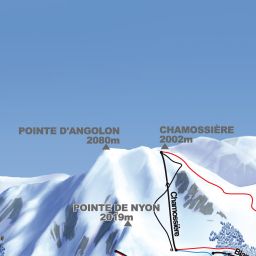 POINTE D'ANGOLON
2080m
CHAMOSSIÈRE
2002m
Chamossière
POINTE DE NYON
2019m